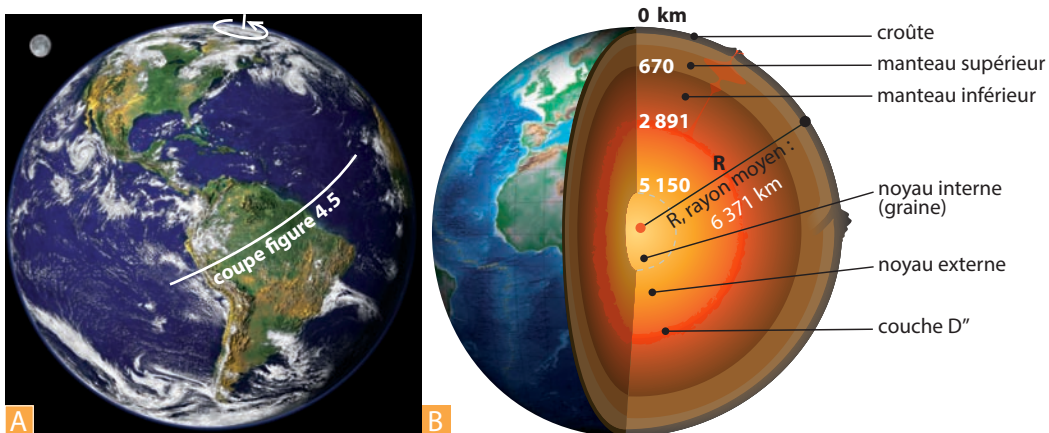 coupe figure 4.5
A
0 km
670
2 891
5 150
R
R, rayon moyen :
6 371 km
croûte
manteau supérieur
manteau inférieur
noyau interne
(graine)
noyau externe
couche D″
B